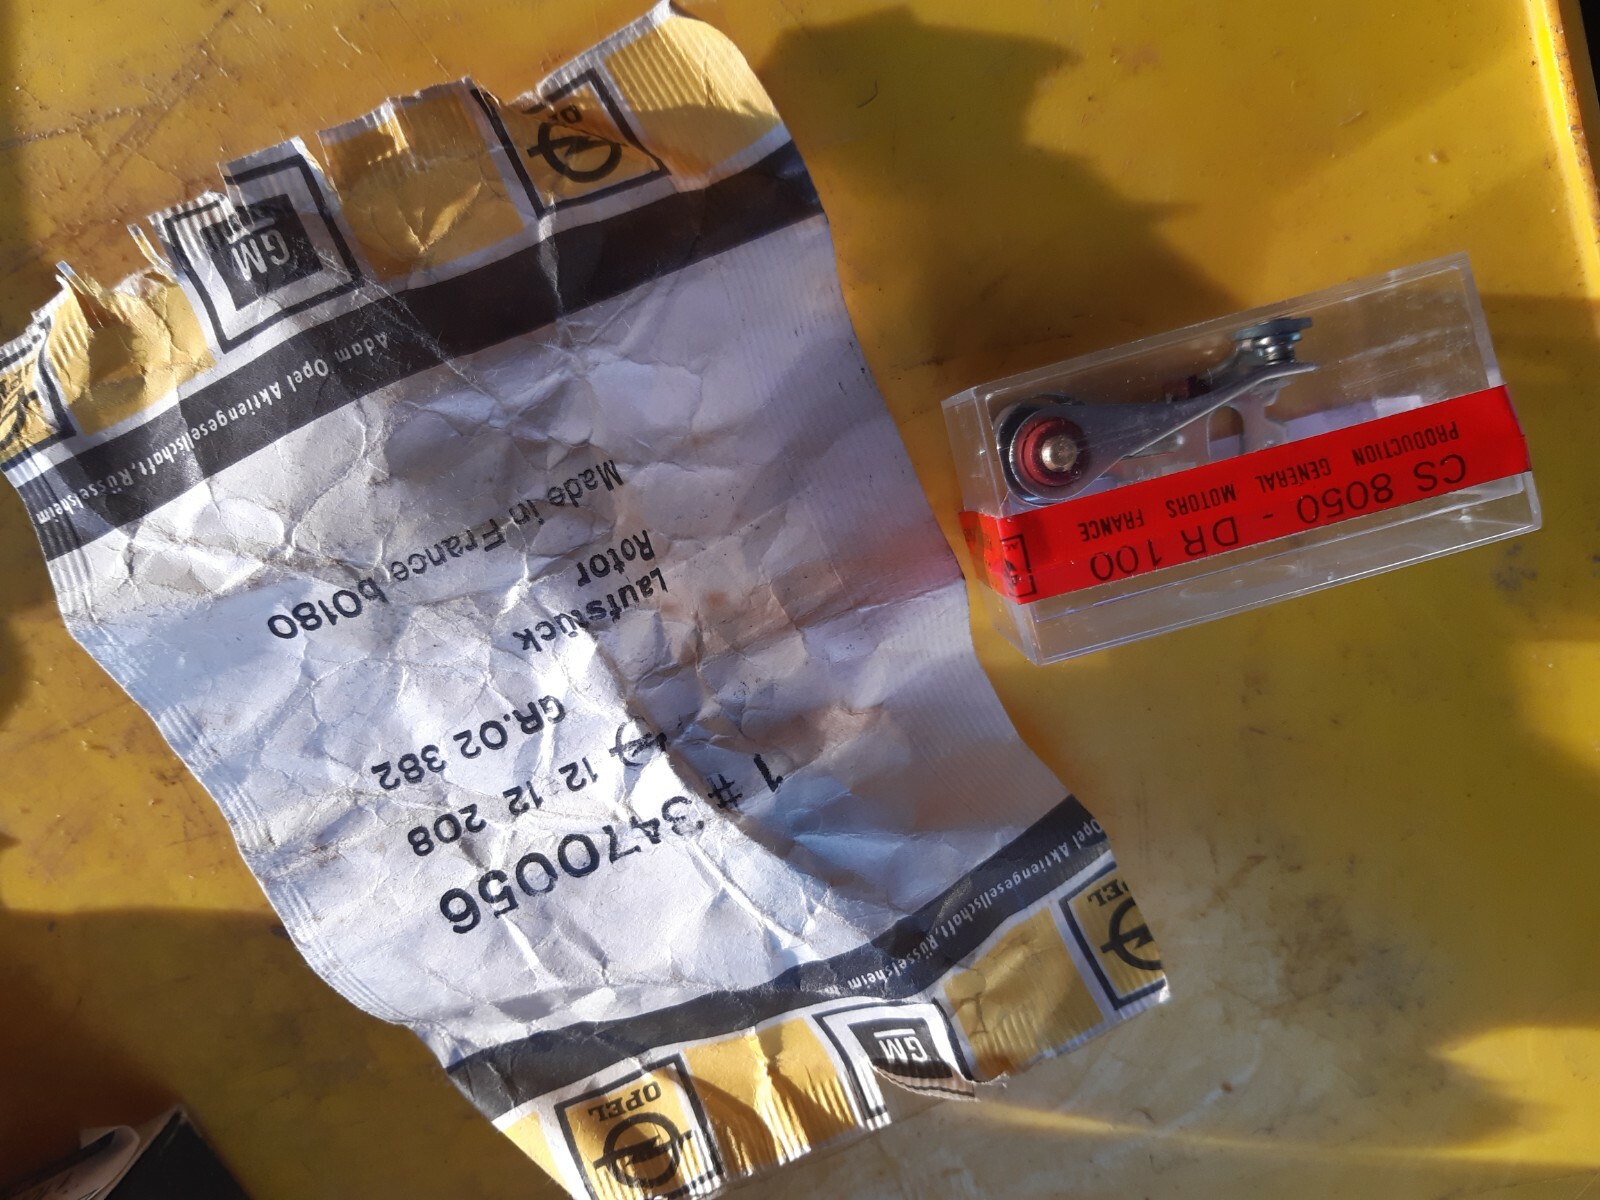 1 # 3470056
12 12 208
GR.02 382
Laufstück
Rotor
Made in France b0180
Adam Opel Aktiengesellschaft, Rüsselsheim
GM
OPEL
Opel Aktiengesellschaft, Rüsselsheim
GM
OPEL
OPEL
CS 8050 - DR 100
PRODUCTION GENERAL MOTORS FRANCE